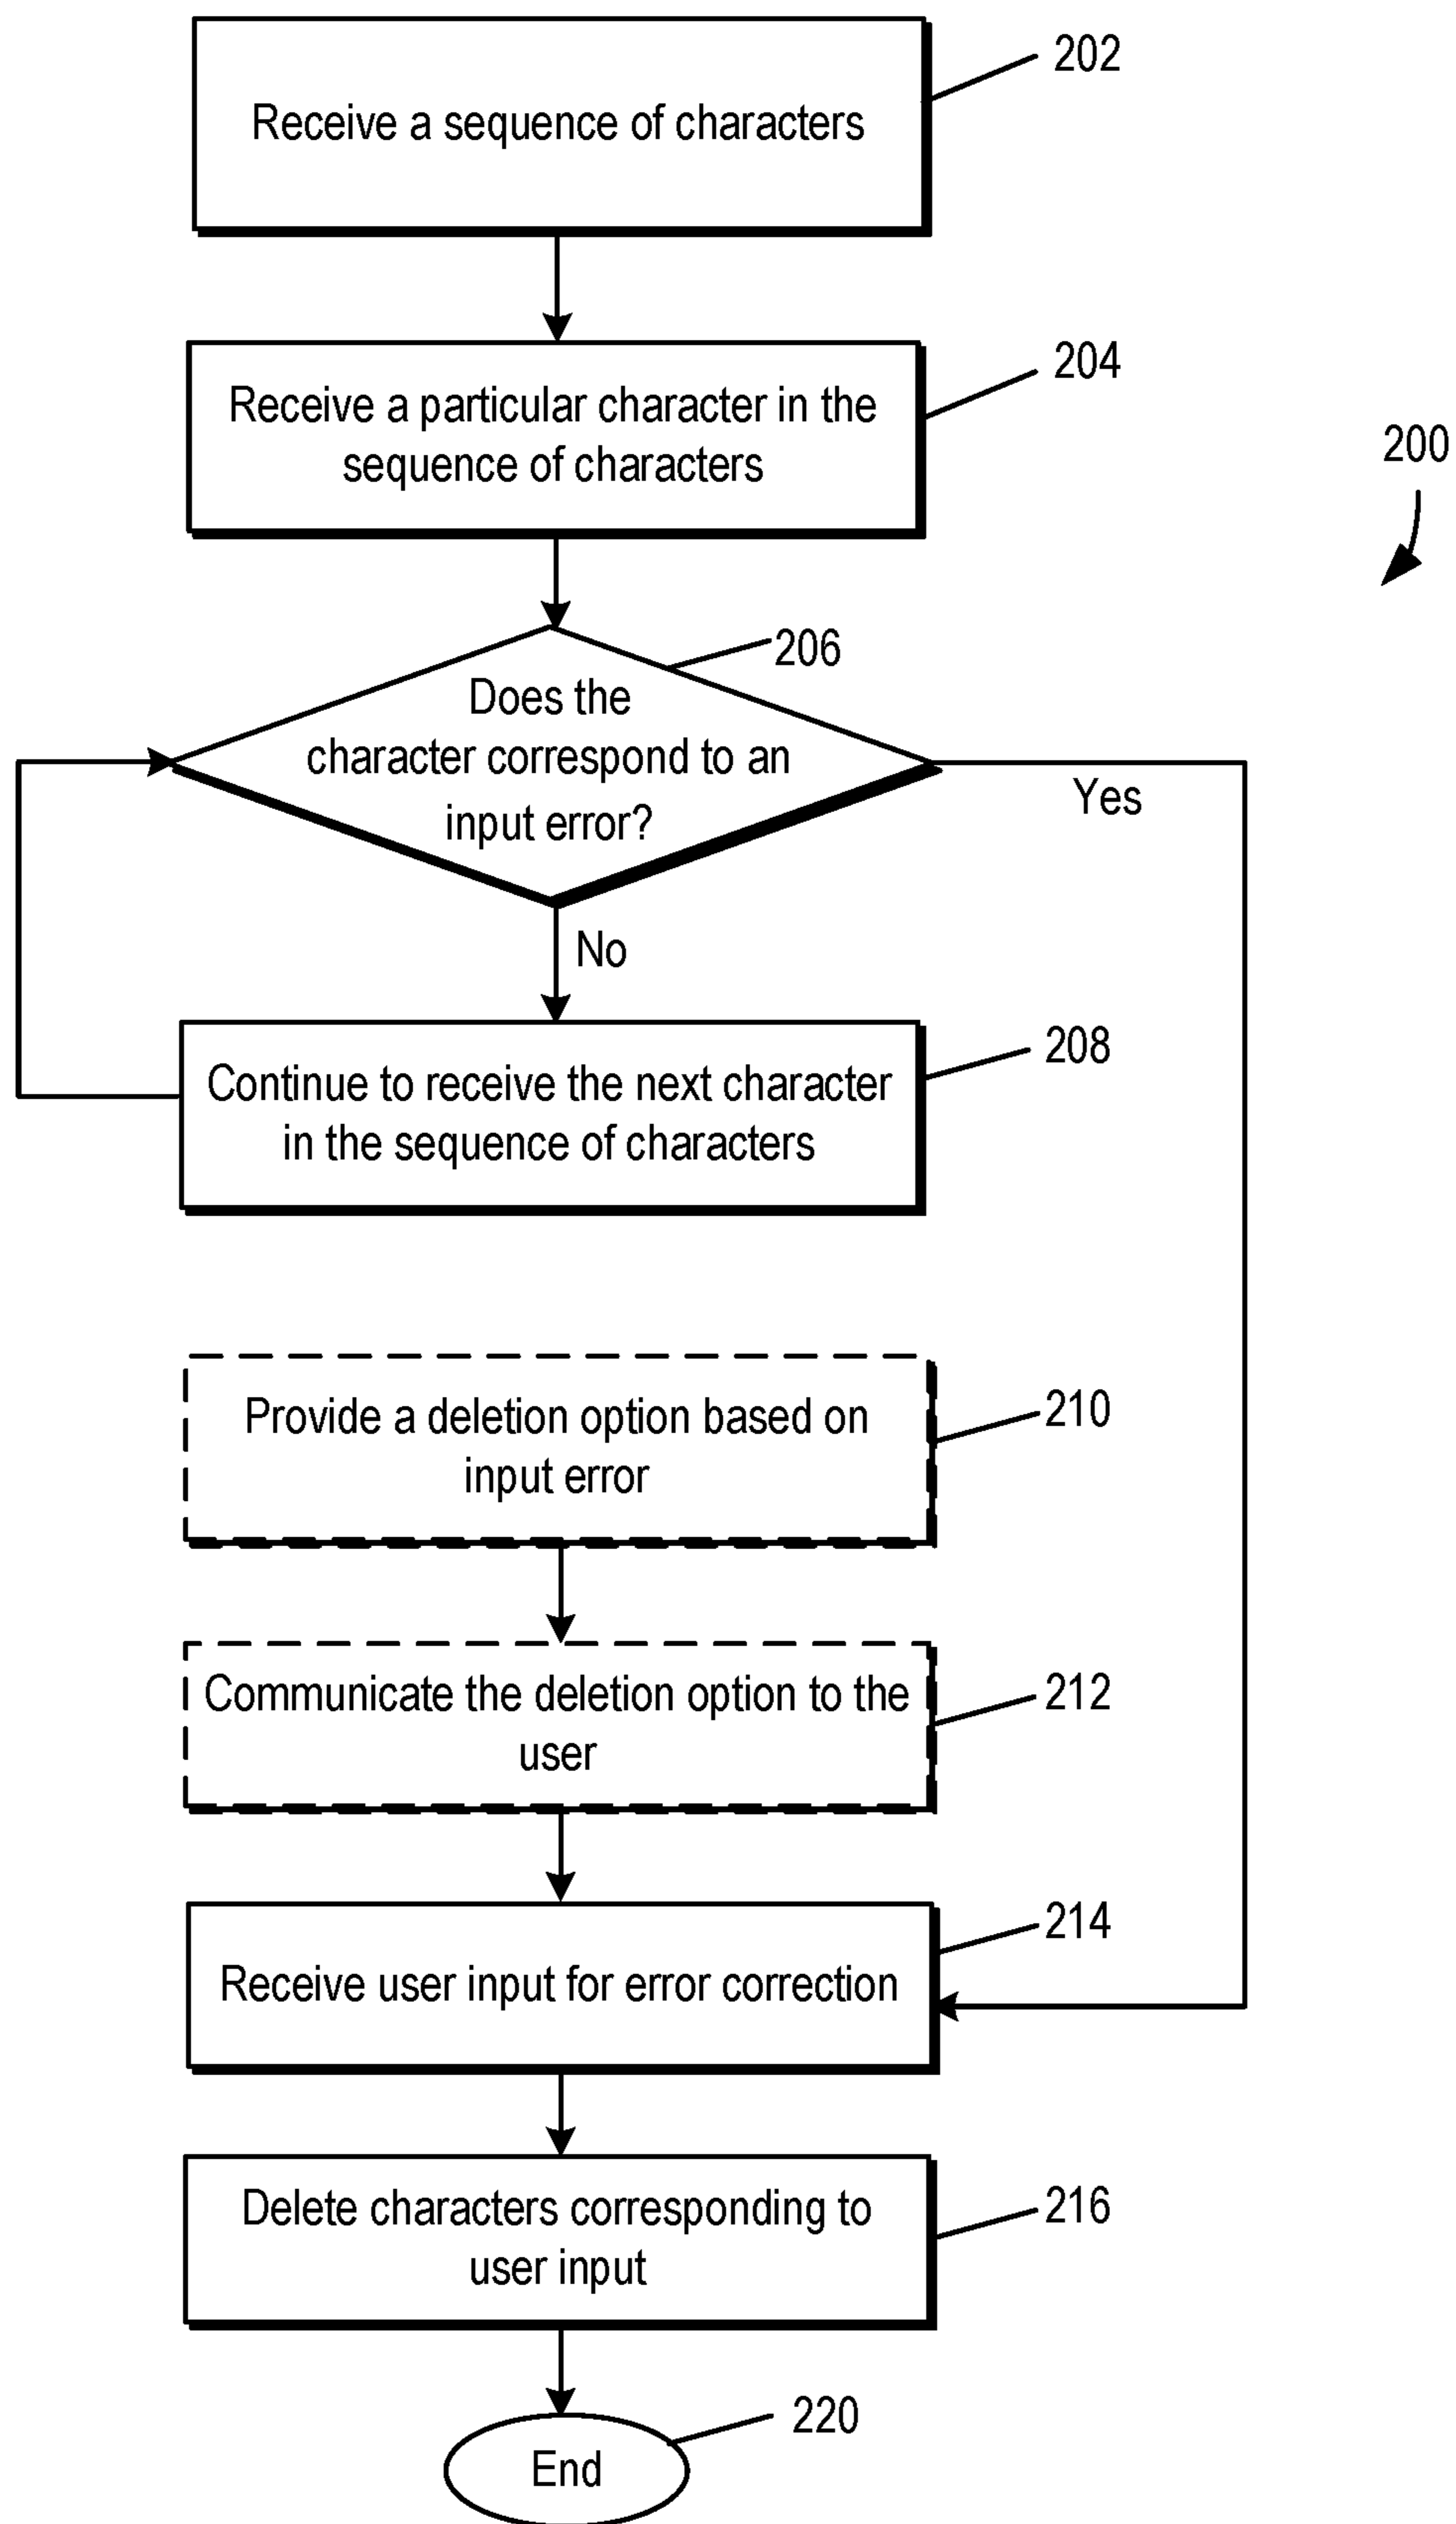 Receive a sequence of characters
202
Receive a particular character in the
sequence of characters
204
200
Does the
character correspond to an
input error?
206
Yes
No
Continue to receive the next character
in the sequence of characters
208
Provide a deletion option based on
input error
210
Communicate the deletion option to the
user
212
Receive user input for error correction
214
Delete characters corresponding to
user input
216
End
220